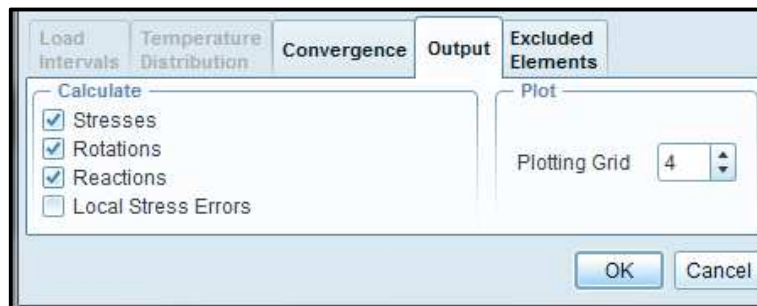 Load Intervals
Temperature Distribution
Convergence
Output
Excluded Elements
Calculate
Stresses
Rotations
Reactions
Local Stress Errors
Plot
Plotting Grid 4
OK
Cancel